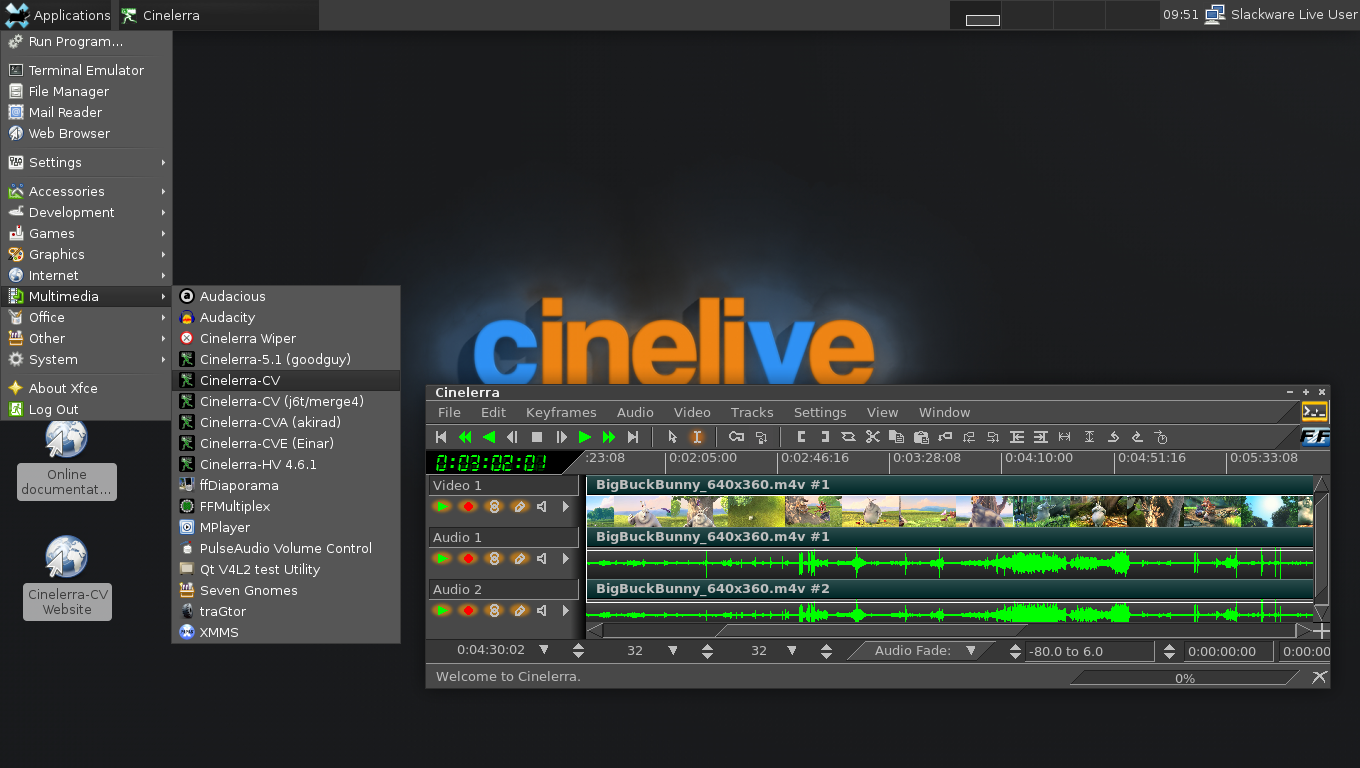 Applications
Cinelerra
09:51
Slackware Live User
Run Program...
Terminal Emulator
File Manager
Mail Reader
Web Browser
Settings
Accessories
Development
Games
Graphics
Internet
Multimedia
Office
Other
System
About Xfce
Log Out
Audacious
Audacity
Cinelerra Wiper
Cinelerra-5.1 (goodguy)
Cinelerra-CV
Cinelerra-CV (j6t/merge4)
Cinelerra-CVA (akirad)
Cinelerra-CVE (Einar)
Cinelerra-HV 4.6.1
ffDiaporama
FFMultiplex
MPlayer
PulseAudio Volume Control
Qt V4L2 test Utility
Seven Gnomes
traGtor
XMMS
Online
documentat...
Cinelerra-CV
Website
cinelive
Cinelerra
File Edit Keyframes Audio Video Tracks Settings View Window
0:03:02:01
:23:08 0:02:05:00 0:02:46:16 0:03:28:08 0:04:10:00 0:04:51:16 0:05:33:08
Video 1
BigBuckBunny_640x360.m4v #1
Audio 1
BigBuckBunny_640x360.m4v #1
Audio 2
BigBuckBunny_640x360.m4v #2
0:04:30:02 32 32 Audio Fade: -80.0 to 6.0 0:00:00:00 0:00:00
Welcome to Cinelerra.
0%